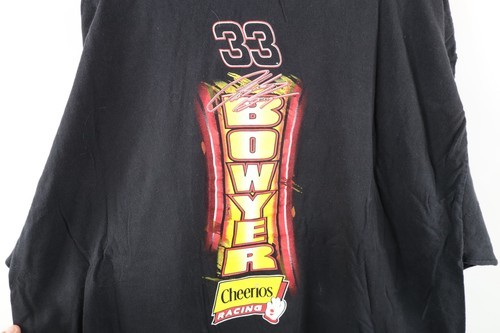 33
BOWYER
Cheerios
RACING